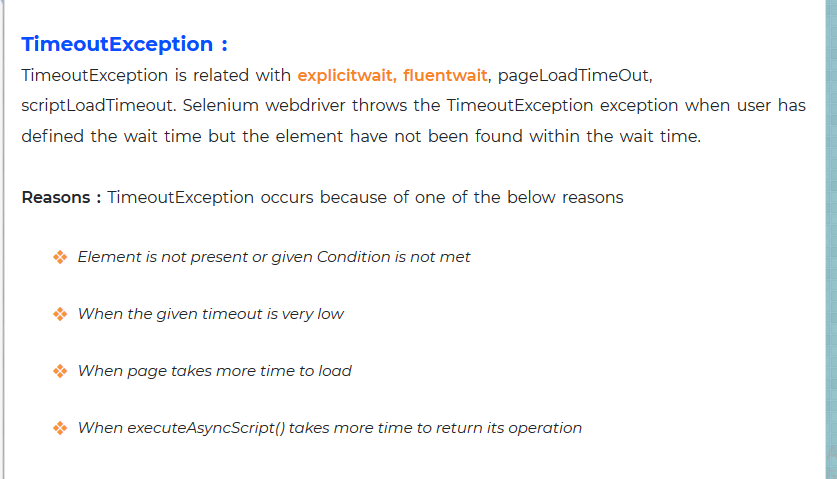 TimeoutException :
TimeoutException is related with explicitwait, fluentwait, pageLoadTimeOut,
scriptLoadTimeout. Selenium webdriver throws the TimeoutException exception when user has
defined the wait time but the element have not been found within the wait time.
Reasons : TimeoutException occurs because of one of the below reasons
Element is not present or given Condition is not met
When the given timeout is very low
When page takes more time to load
When executeAsyncScript() takes more time to return its operation